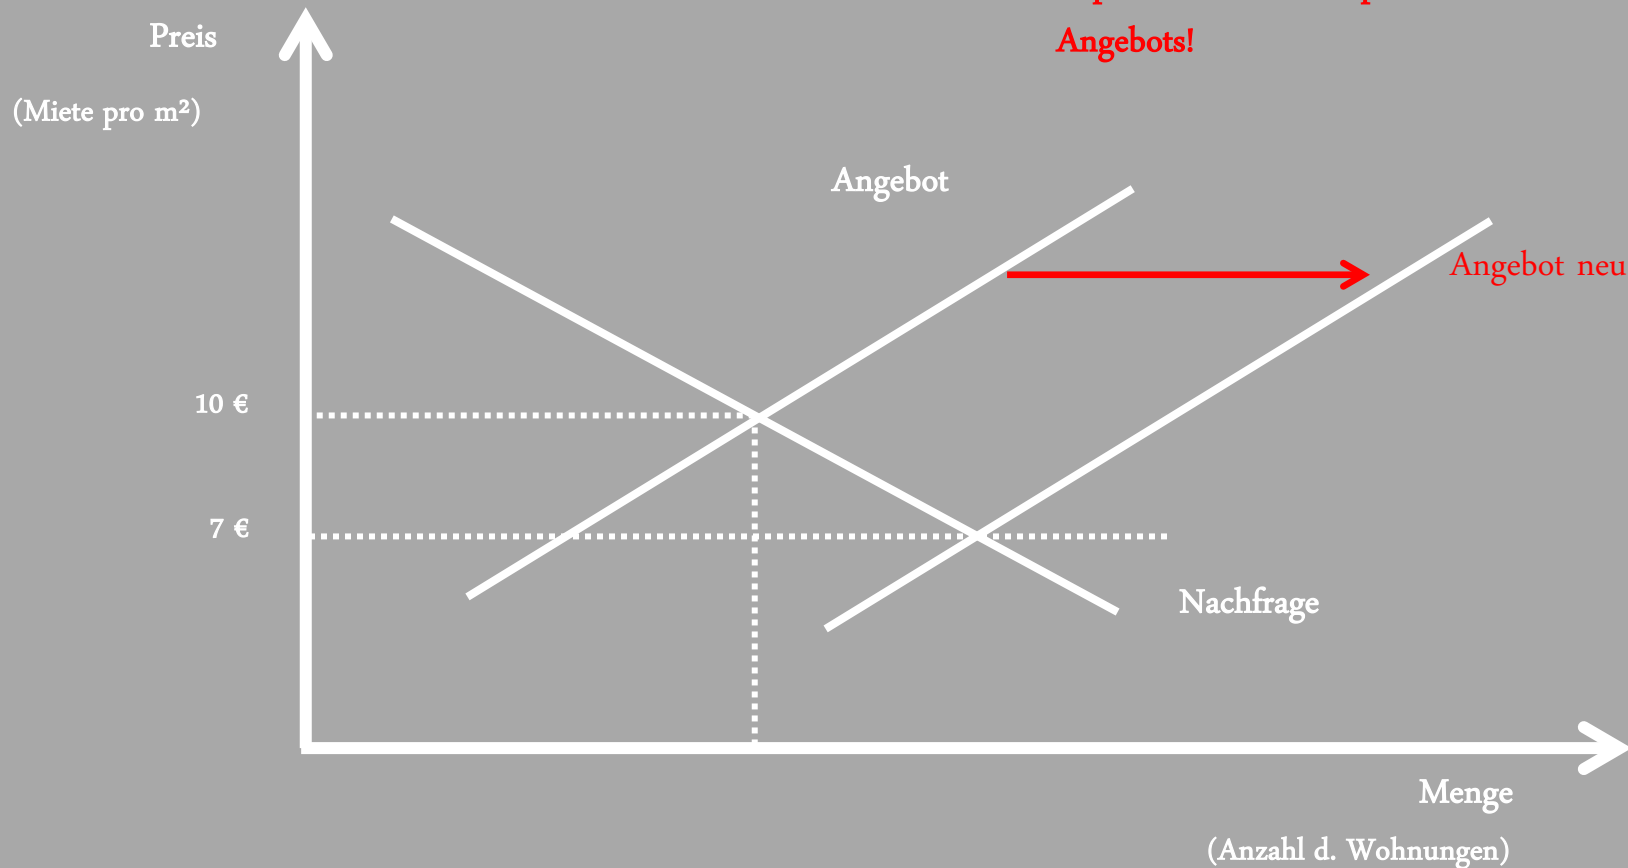 Angebots!
Preis
(Miete pro m²)
Angebot
Angebot neu
10 €
7 €
Nachfrage
Menge
(Anzahl d. Wohnungen)